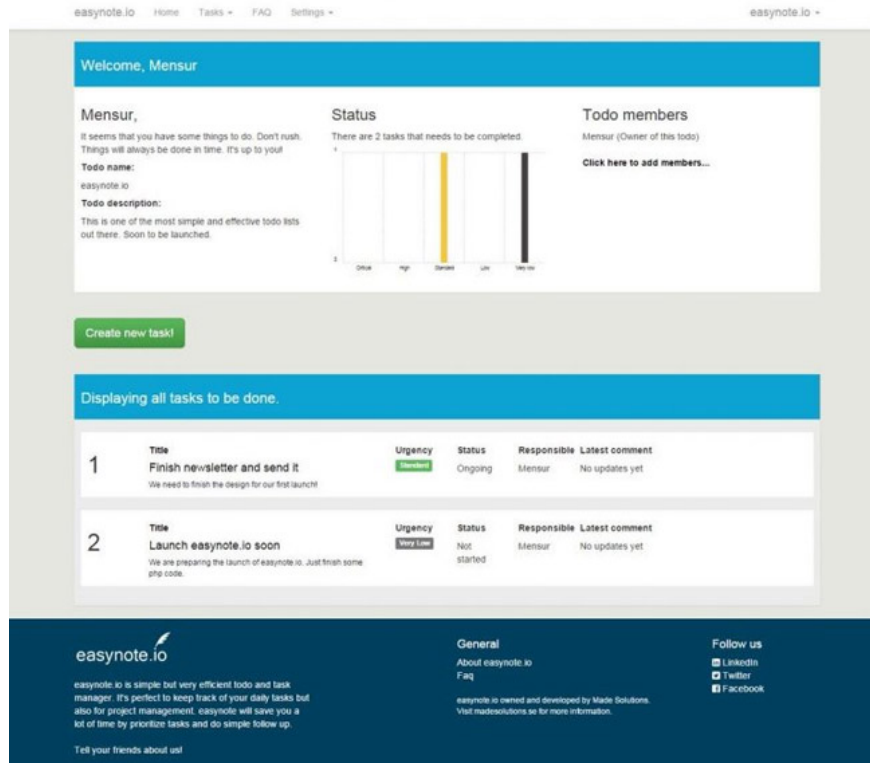 easynote.io Home Tasks FAQ Settings easynote.io
Welcome, Mensur
Mensur,
It seems that you have some things to do. Don't rush.
Things will always be done in time. It's up to you!
Todo name:
easynote.io
Todo description:
This is one of the most simple and effective todo lists
out there. Soon to be launched.
Status
There are 2 tasks that needs to be completed.
Critical High Standard Low Very low
Todo members
Mensur (Owner of this todo)
Click here to add members...
Create new task!
Displaying all tasks to be done.
1
Title
Finish newsletter and send it
We need to finish the design for our first launch!
Urgency
Standard
Status
Ongoing
Responsible
Mensur
Latest comment
No updates yet
2
Title
Launch easynote.io soon
We are preparing the launch of easynote.io. Just finish some
php code.
Urgency
Very Low
Status
Not
started
Responsible
Mensur
Latest comment
No updates yet
easynote.io
easynote.io is simple but very efficient todo and task
manager. It's perfect to keep track of your daily tasks but
also for project management. easynote will save you a
lot of time by prioritize tasks and do simple follow up.
Tell your friends about us!
General
About easynote.io
Faq
easynote.io owned and developed by Made Solutions.
Visit madesolutions.se for more information.
Follow us
LinkedIn
Twitter
Facebook